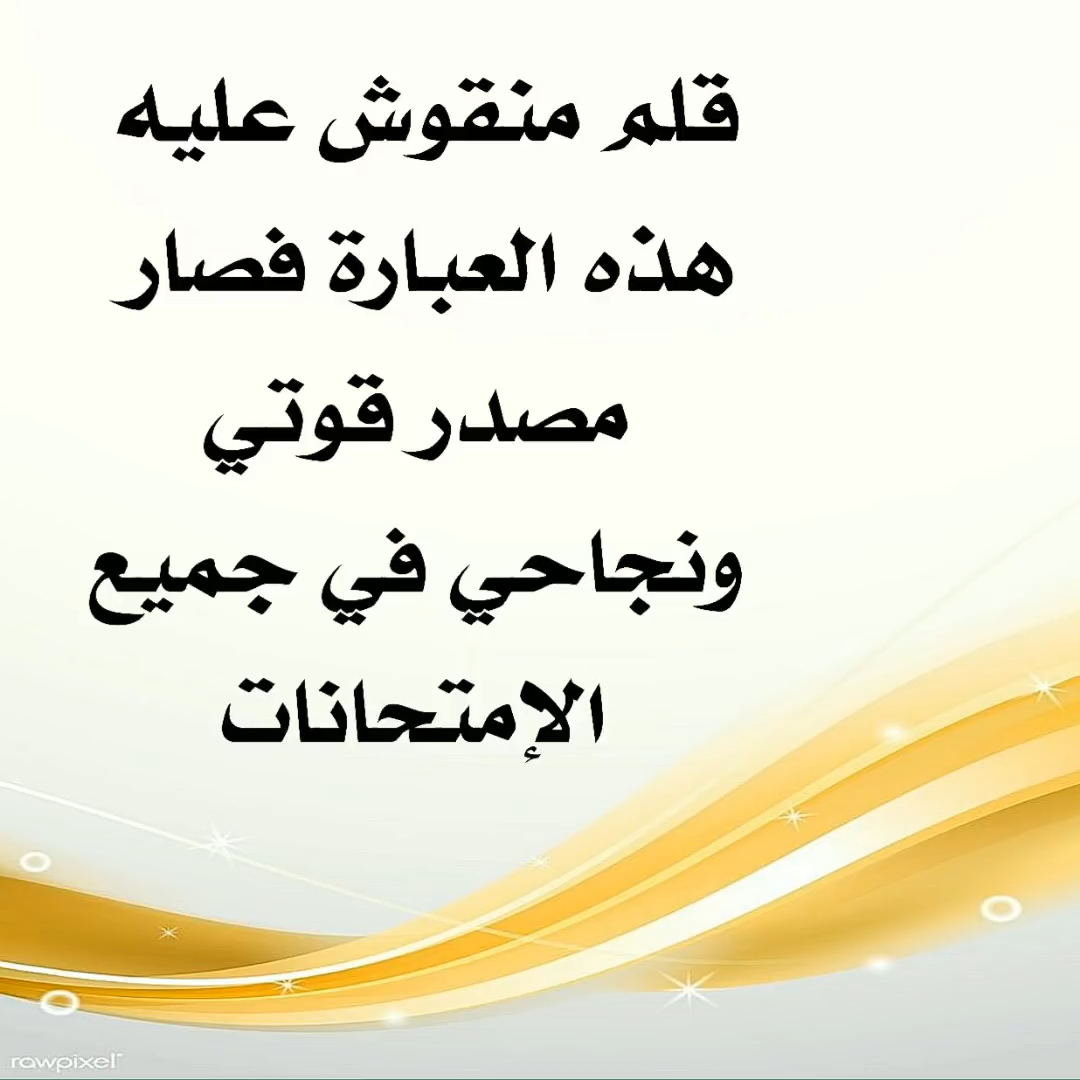 قلم منقوش عليه
هذه العبارة فصار
مصدر قوتي
ونجاحي في جميع
الإمتحانات
rawpixel